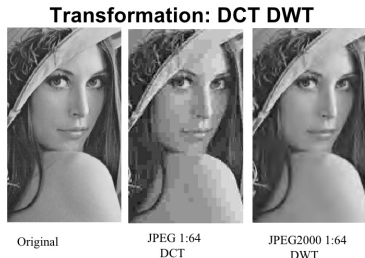 Transformation: DCT DWT
Original
JPEG 1:64
DCT
JPEG2000 1:64
DWT